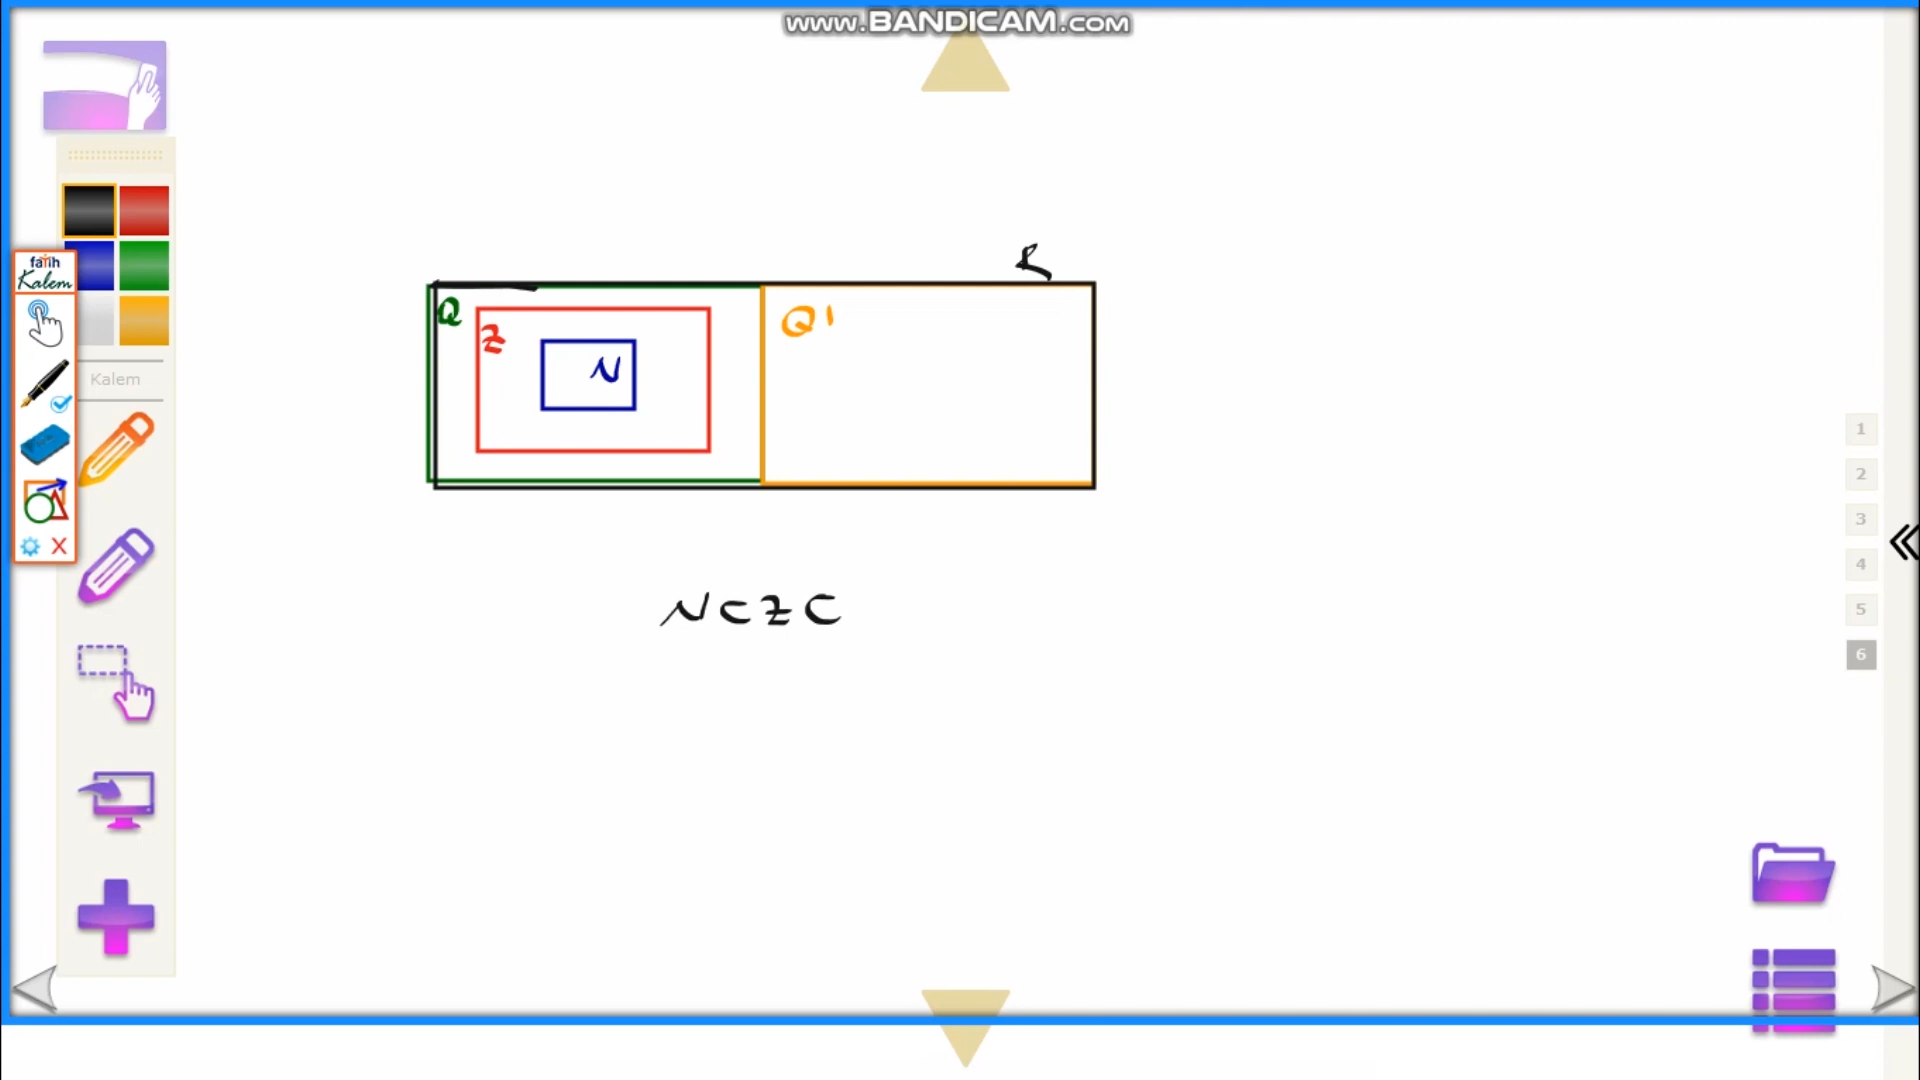 www.BANDICAM.com
fatih
Kalem
Kalem
R
Q
Z
N
Q'
N ⊂ Z ⊂
1
2
3
4
5
6